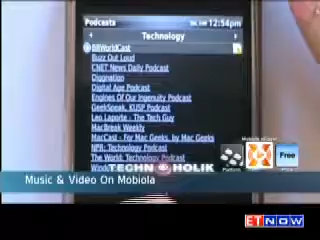 Podcasts
12:54pm
Technology
BBWorldCast
Buzz Out Loud
CNET News Daily Podcast
Diggnation
Digital Age Podcast
Engines Of Our Ingenuity Podcast
GeekSpeak, KUSP Podcast
Leo Laporte - The Tech Guy
MacBreak Weekly
MacCast - For Mac Geeks, by Mac Geeks
NPR: Technology Podcast
The World: Technology Podcast
TECHNOHOLIK
Free
Music & Video On Mobiola
ET NOW